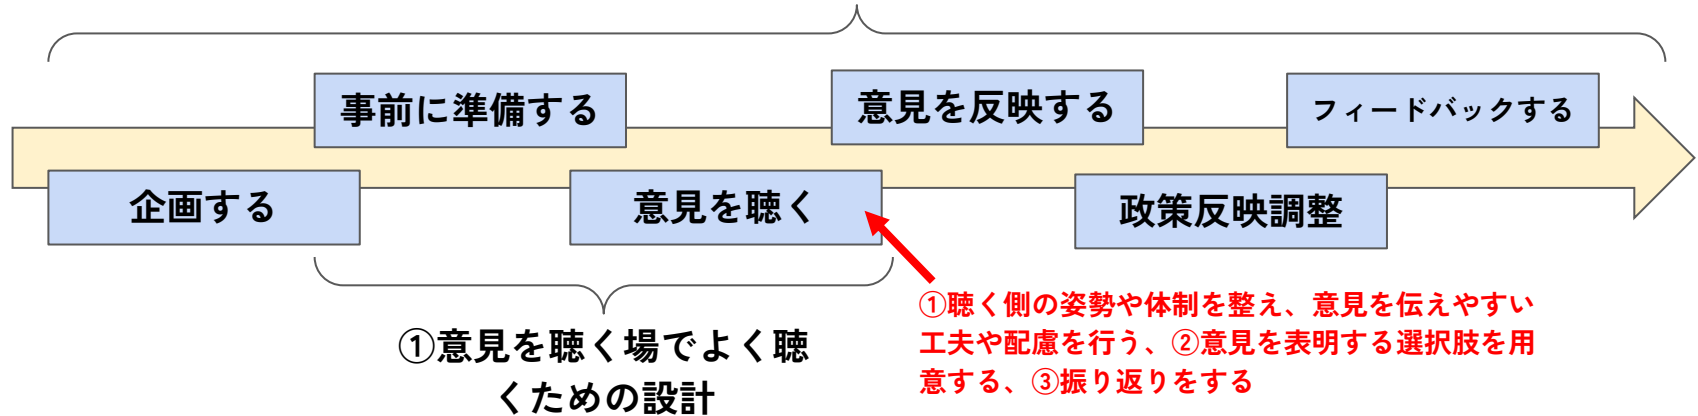 事前に準備する
意見を反映する
フィードバックする
企画する
意見を聴く
政策反映調整
①意見を聴く場でよく聴
くための設計
①聴く側の姿勢や体制を整え、意見を伝えやすい
工夫や配慮を行う、②意見を表明する選択肢を用
意する、③振り返りをする